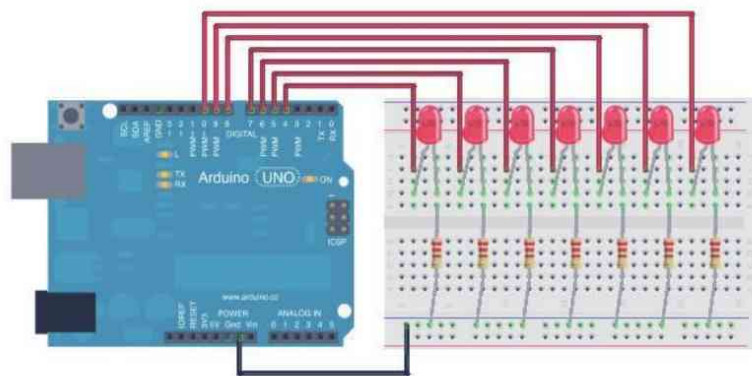 SCL
SDA
AREF
GND
13
12
PWM 11
PWM 10
PWM 9
8
DIGITAL
7
PWM 6
PWM 5
4
PWM 3
2
TX 1
RX 0
L
TX
RX
Arduino UNO
ON
1
ICSP
www.arduino.cc
IOREF
RESET
3V3
5V
Gnd
Vin
POWER
ANALOG IN
0 1 2 3 4 5